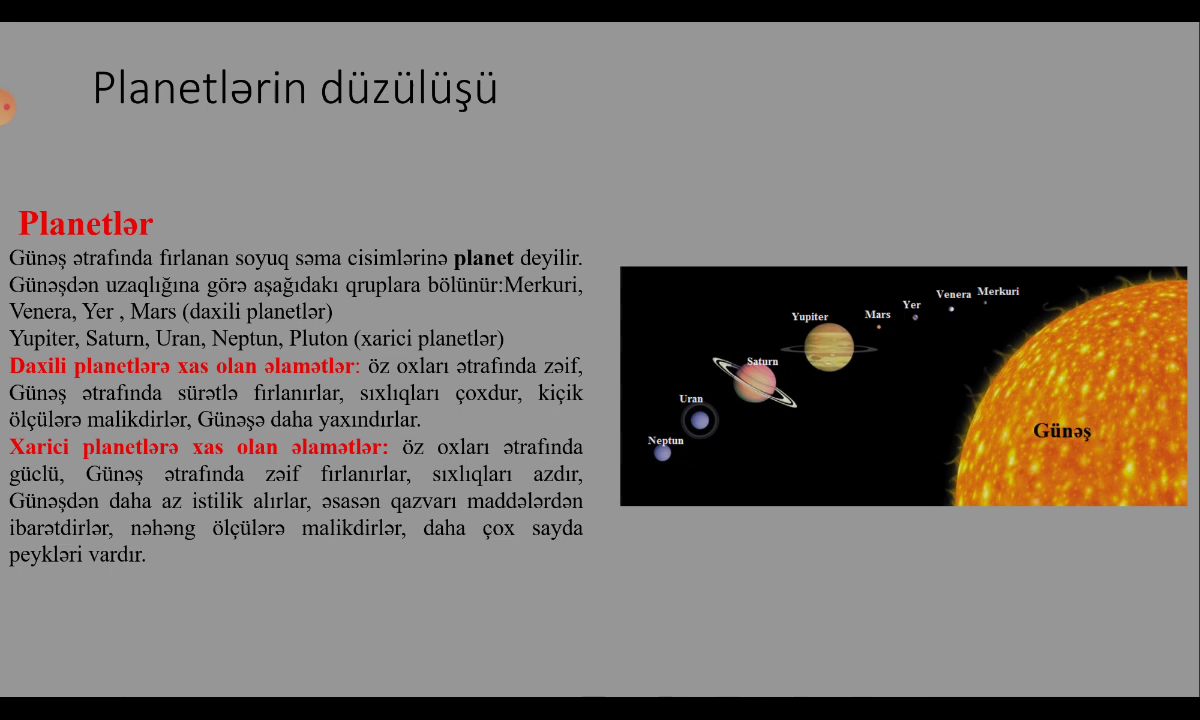 Planetlərin düzülüşü
Planetlər
Günəş ətrafında fırlanan soyuq səma cisimlərinə planet deyilir.
Günəşdən uzaqlığına görə aşağıdakı qruplara bölünür:Merkuri,
Venera, Yer , Mars (daxili planetlər)
Yupiter, Saturn, Uran, Neptun, Pluton (xarici planetlər)
Daxili planetlərə xas olan əlamətlər: öz oxları ətrafında zəif,
Günəş ətrafında sürətlə fırlanırlar, sıxlıqları çoxdur, kiçik
ölçülərə malikdirlər, Günəşə daha yaxındırlar.
Xarici planetlərə xas olan əlamətlər: öz oxları ətrafında
güclü, Günəş ətrafında zəif fırlanırlar, sıxlıqları azdır,
Günəşdən daha az istilik alırlar, əsasən qazvarı maddələrdən
ibarətdirlər, nəhəng ölçülərə malikdirlər, daha çox sayda
peykləri vardır.
Neptun
Uran
Saturn
Yupiter
Mars
Yer
Venera
Merkuri
Günəş